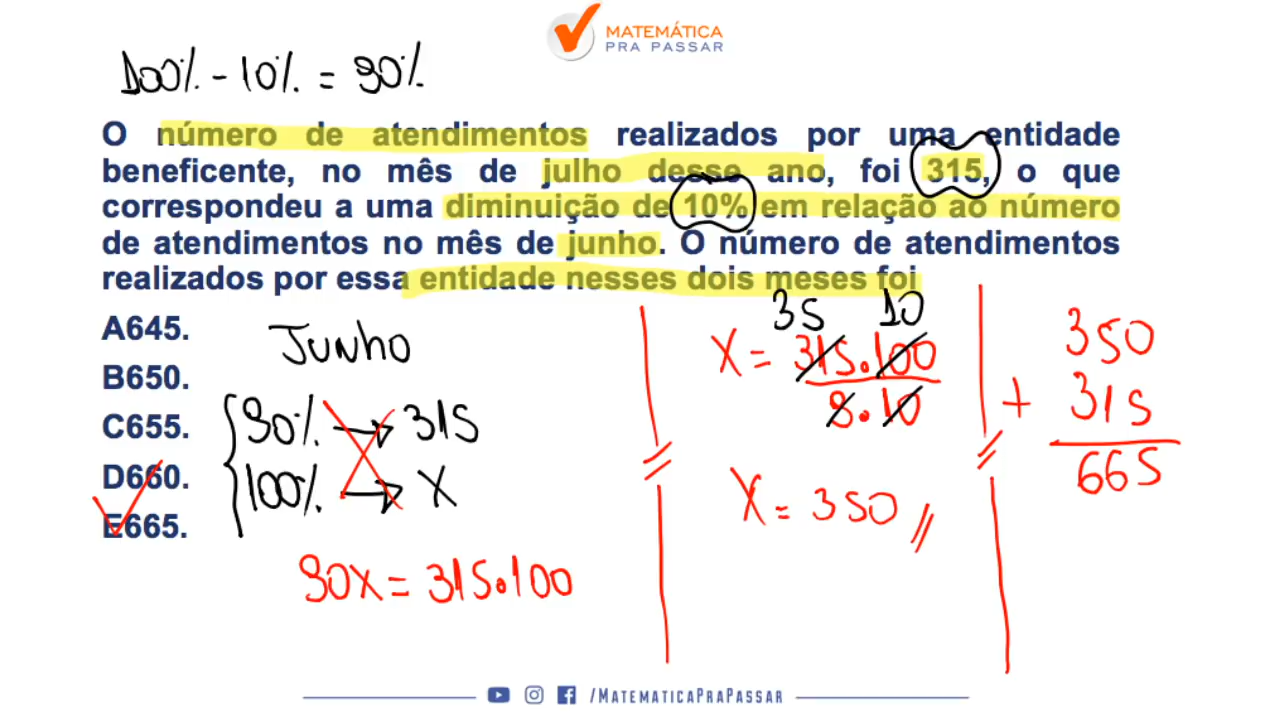 MATEMÁTICA
PRA PASSAR
100% - 10% = 90%
O número de atendimentos realizados por uma entidade
beneficente, no mês de julho desse ano, foi 315, o que
correspondeu a uma diminuição de 10% em relação ao número
de atendimentos no mês de junho. O número de atendimentos
realizados por essa entidade nesses dois meses foi
A645.
B650.
C655.
D660.
E665.
JUNHO
90% → 315
100% → X
90X = 315.100
35 10
X = 315.100
9.10
X = 350 //
350
+ 315
665
/MATEMATICAPRAPASSAR